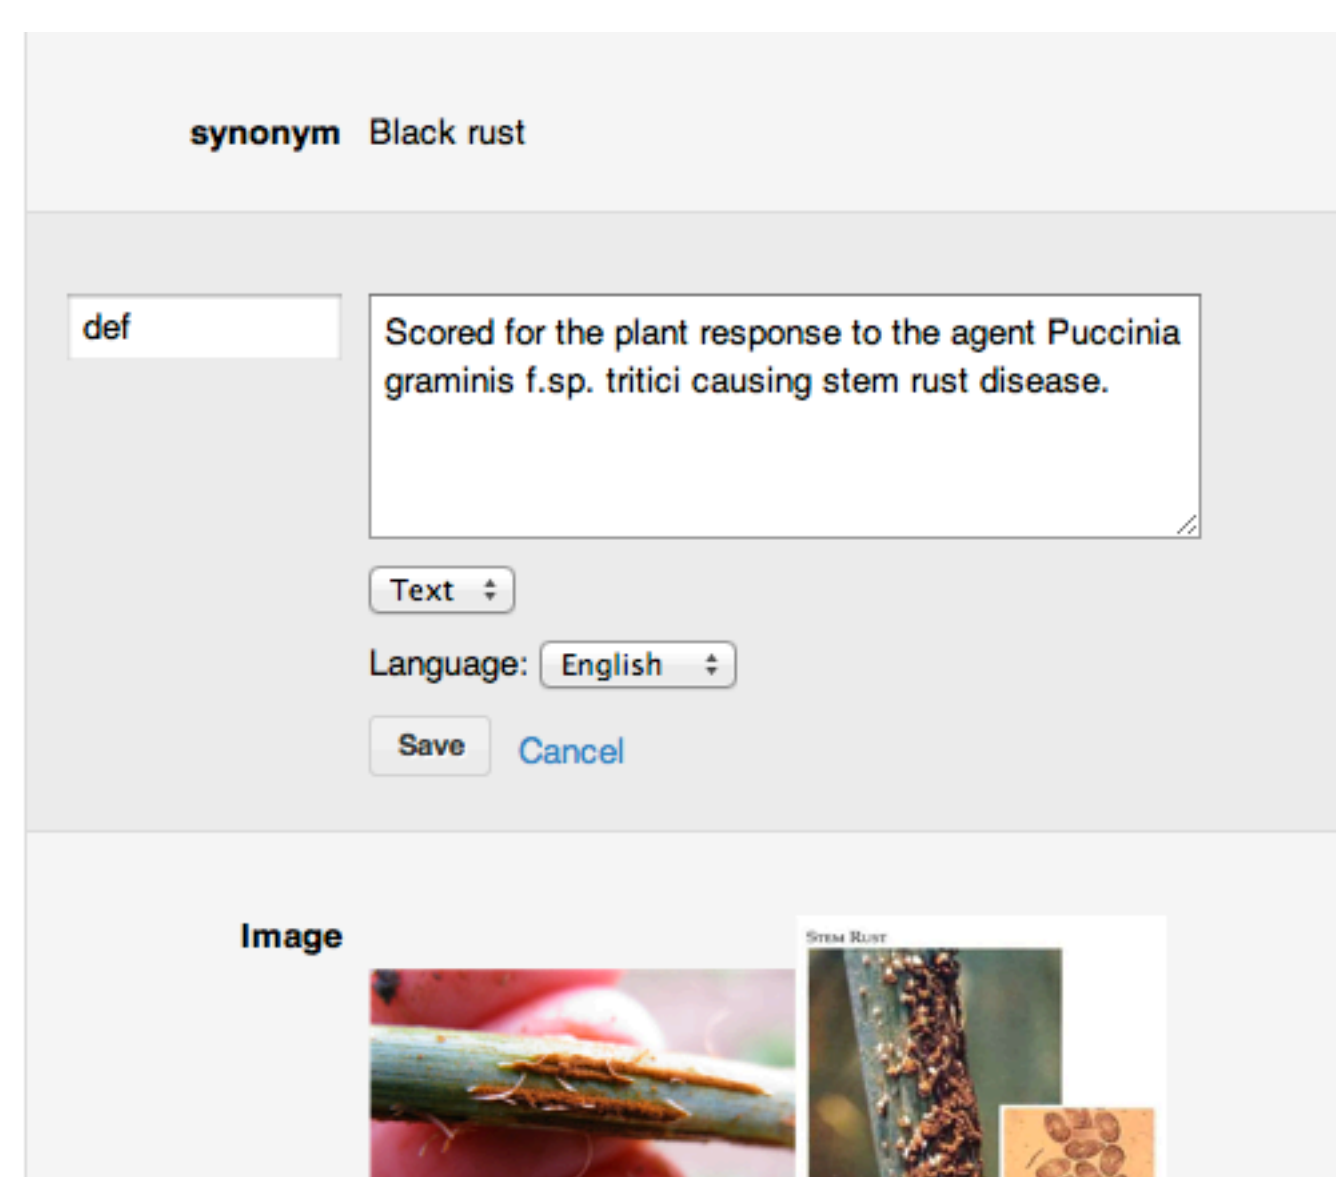 synonym Black rust
def
Scored for the plant response to the agent Puccinia
graminis f.sp. tritici causing stem rust disease.
Text
Language: English
Save Cancel
Image
STEM RUST